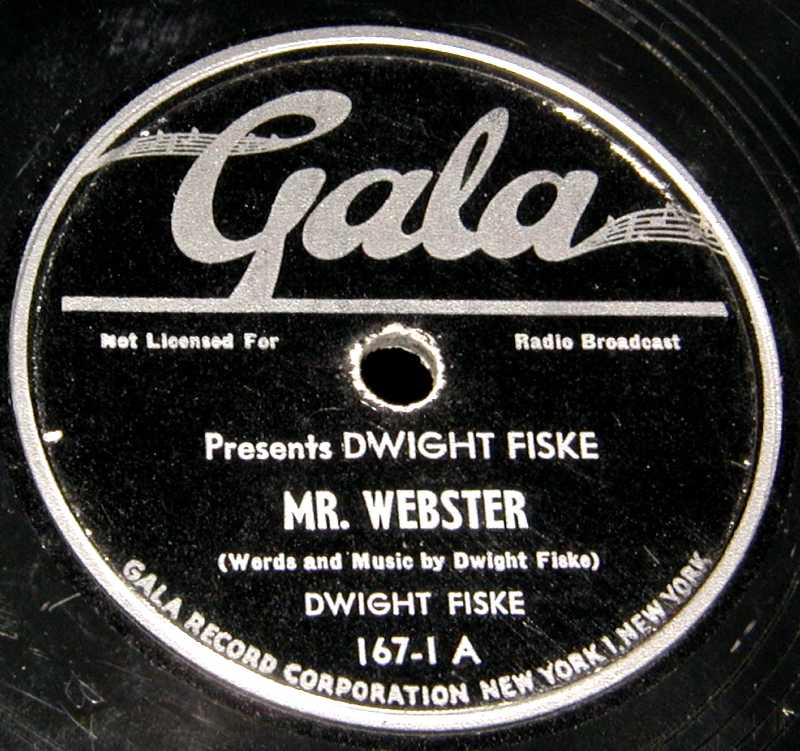 Gala
Not Licensed For Radio Broadcast
Presents DWIGHT FISKE
MR. WEBSTER
(Words and Music by Dwight Fiske)
DWIGHT FISKE
167-1 A
GALA RECORD CORPORATION NEW YORK 1, NEW YORK